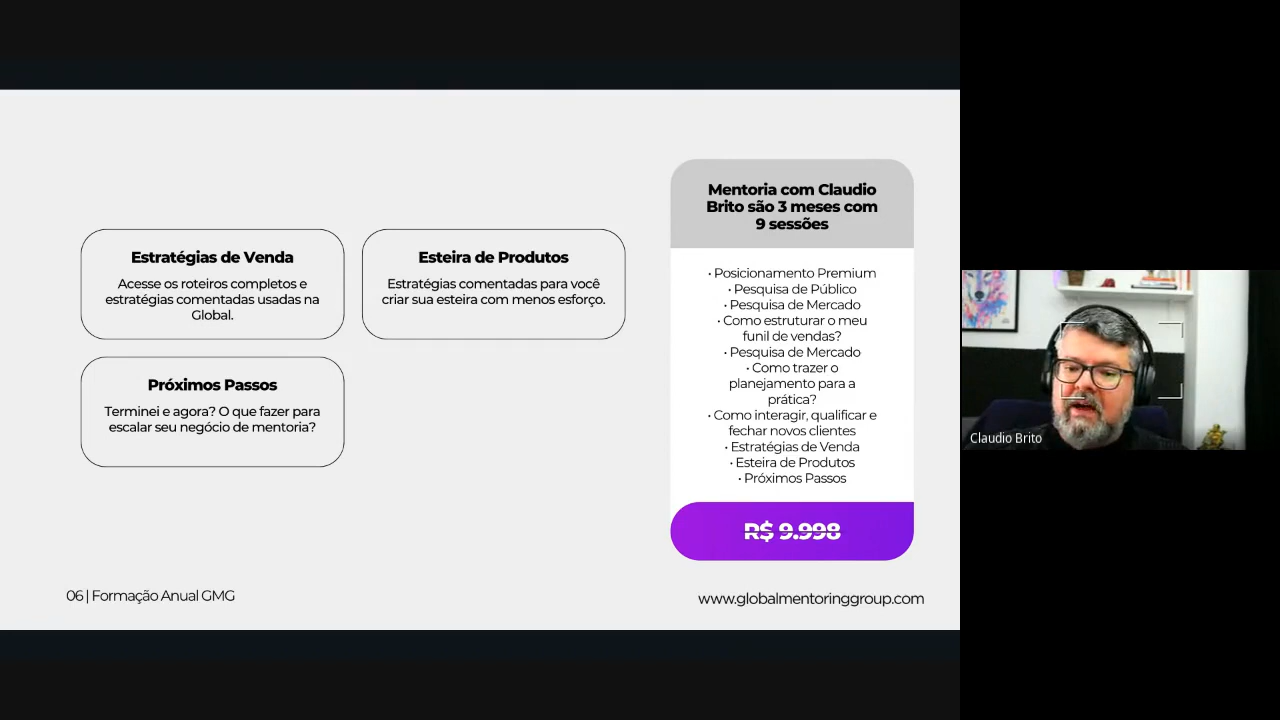 Estratégias de Venda
Acesse os roteiros completos e
estratégias comentadas usadas na
Global.
Esteira de Produtos
Estratégias comentadas para você
criar sua esteira com menos esforço.
Próximos Passos
Terminei e agora? O que fazer para
escalar seu negócio de mentoria?
Mentoria com Claudio
Brito são 3 meses com
9 sessões
• Posicionamento Premium
• Pesquisa de Público
• Pesquisa de Mercado
• Como estruturar o meu
funil de vendas?
• Pesquisa de Mercado
• Como trazer o
planejamento para a
prática?
• Como interagir, qualificar e
fechar novos clientes
• Estratégias de Venda
• Esteira de Produtos
• Próximos Passos
R$ 9.998
06 | Formação Anual GMG
www.globalmentoringgroup.com
Claudio Brito